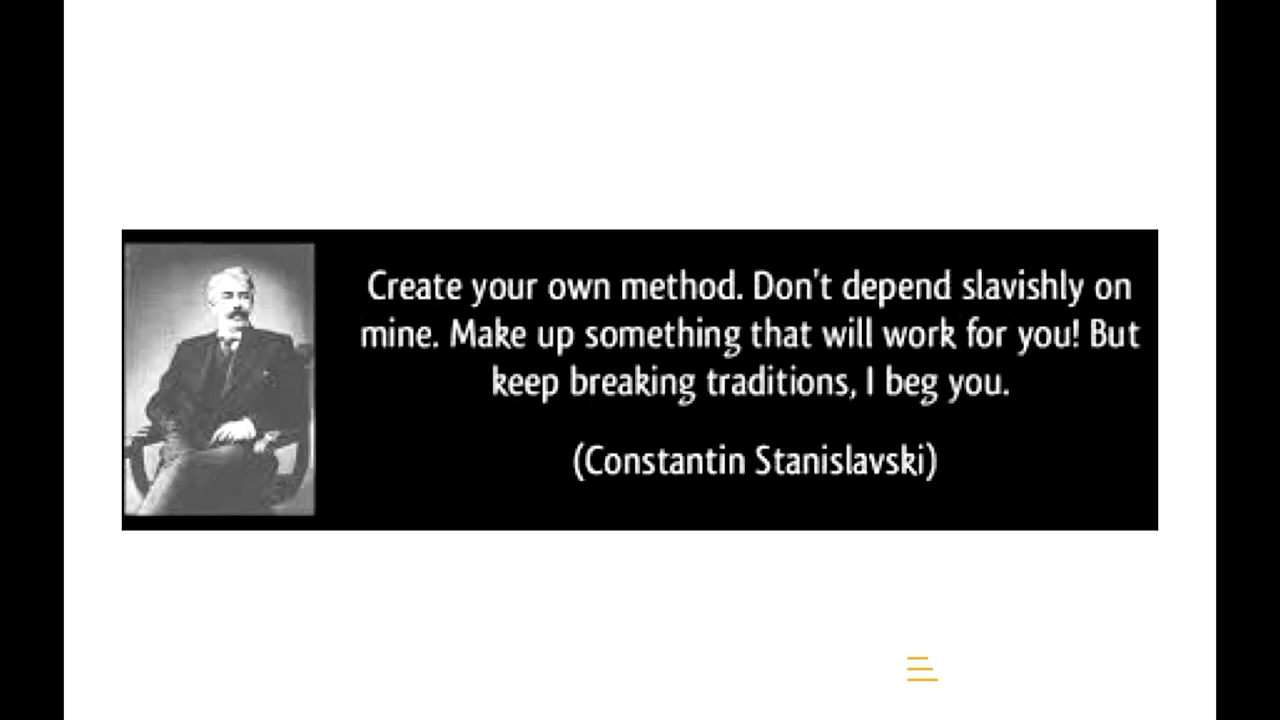 Create your own method. Don't depend slavishly on
mine. Make up something that will work for you! But
keep breaking traditions, I beg you.
(Constantin Stanislavski)